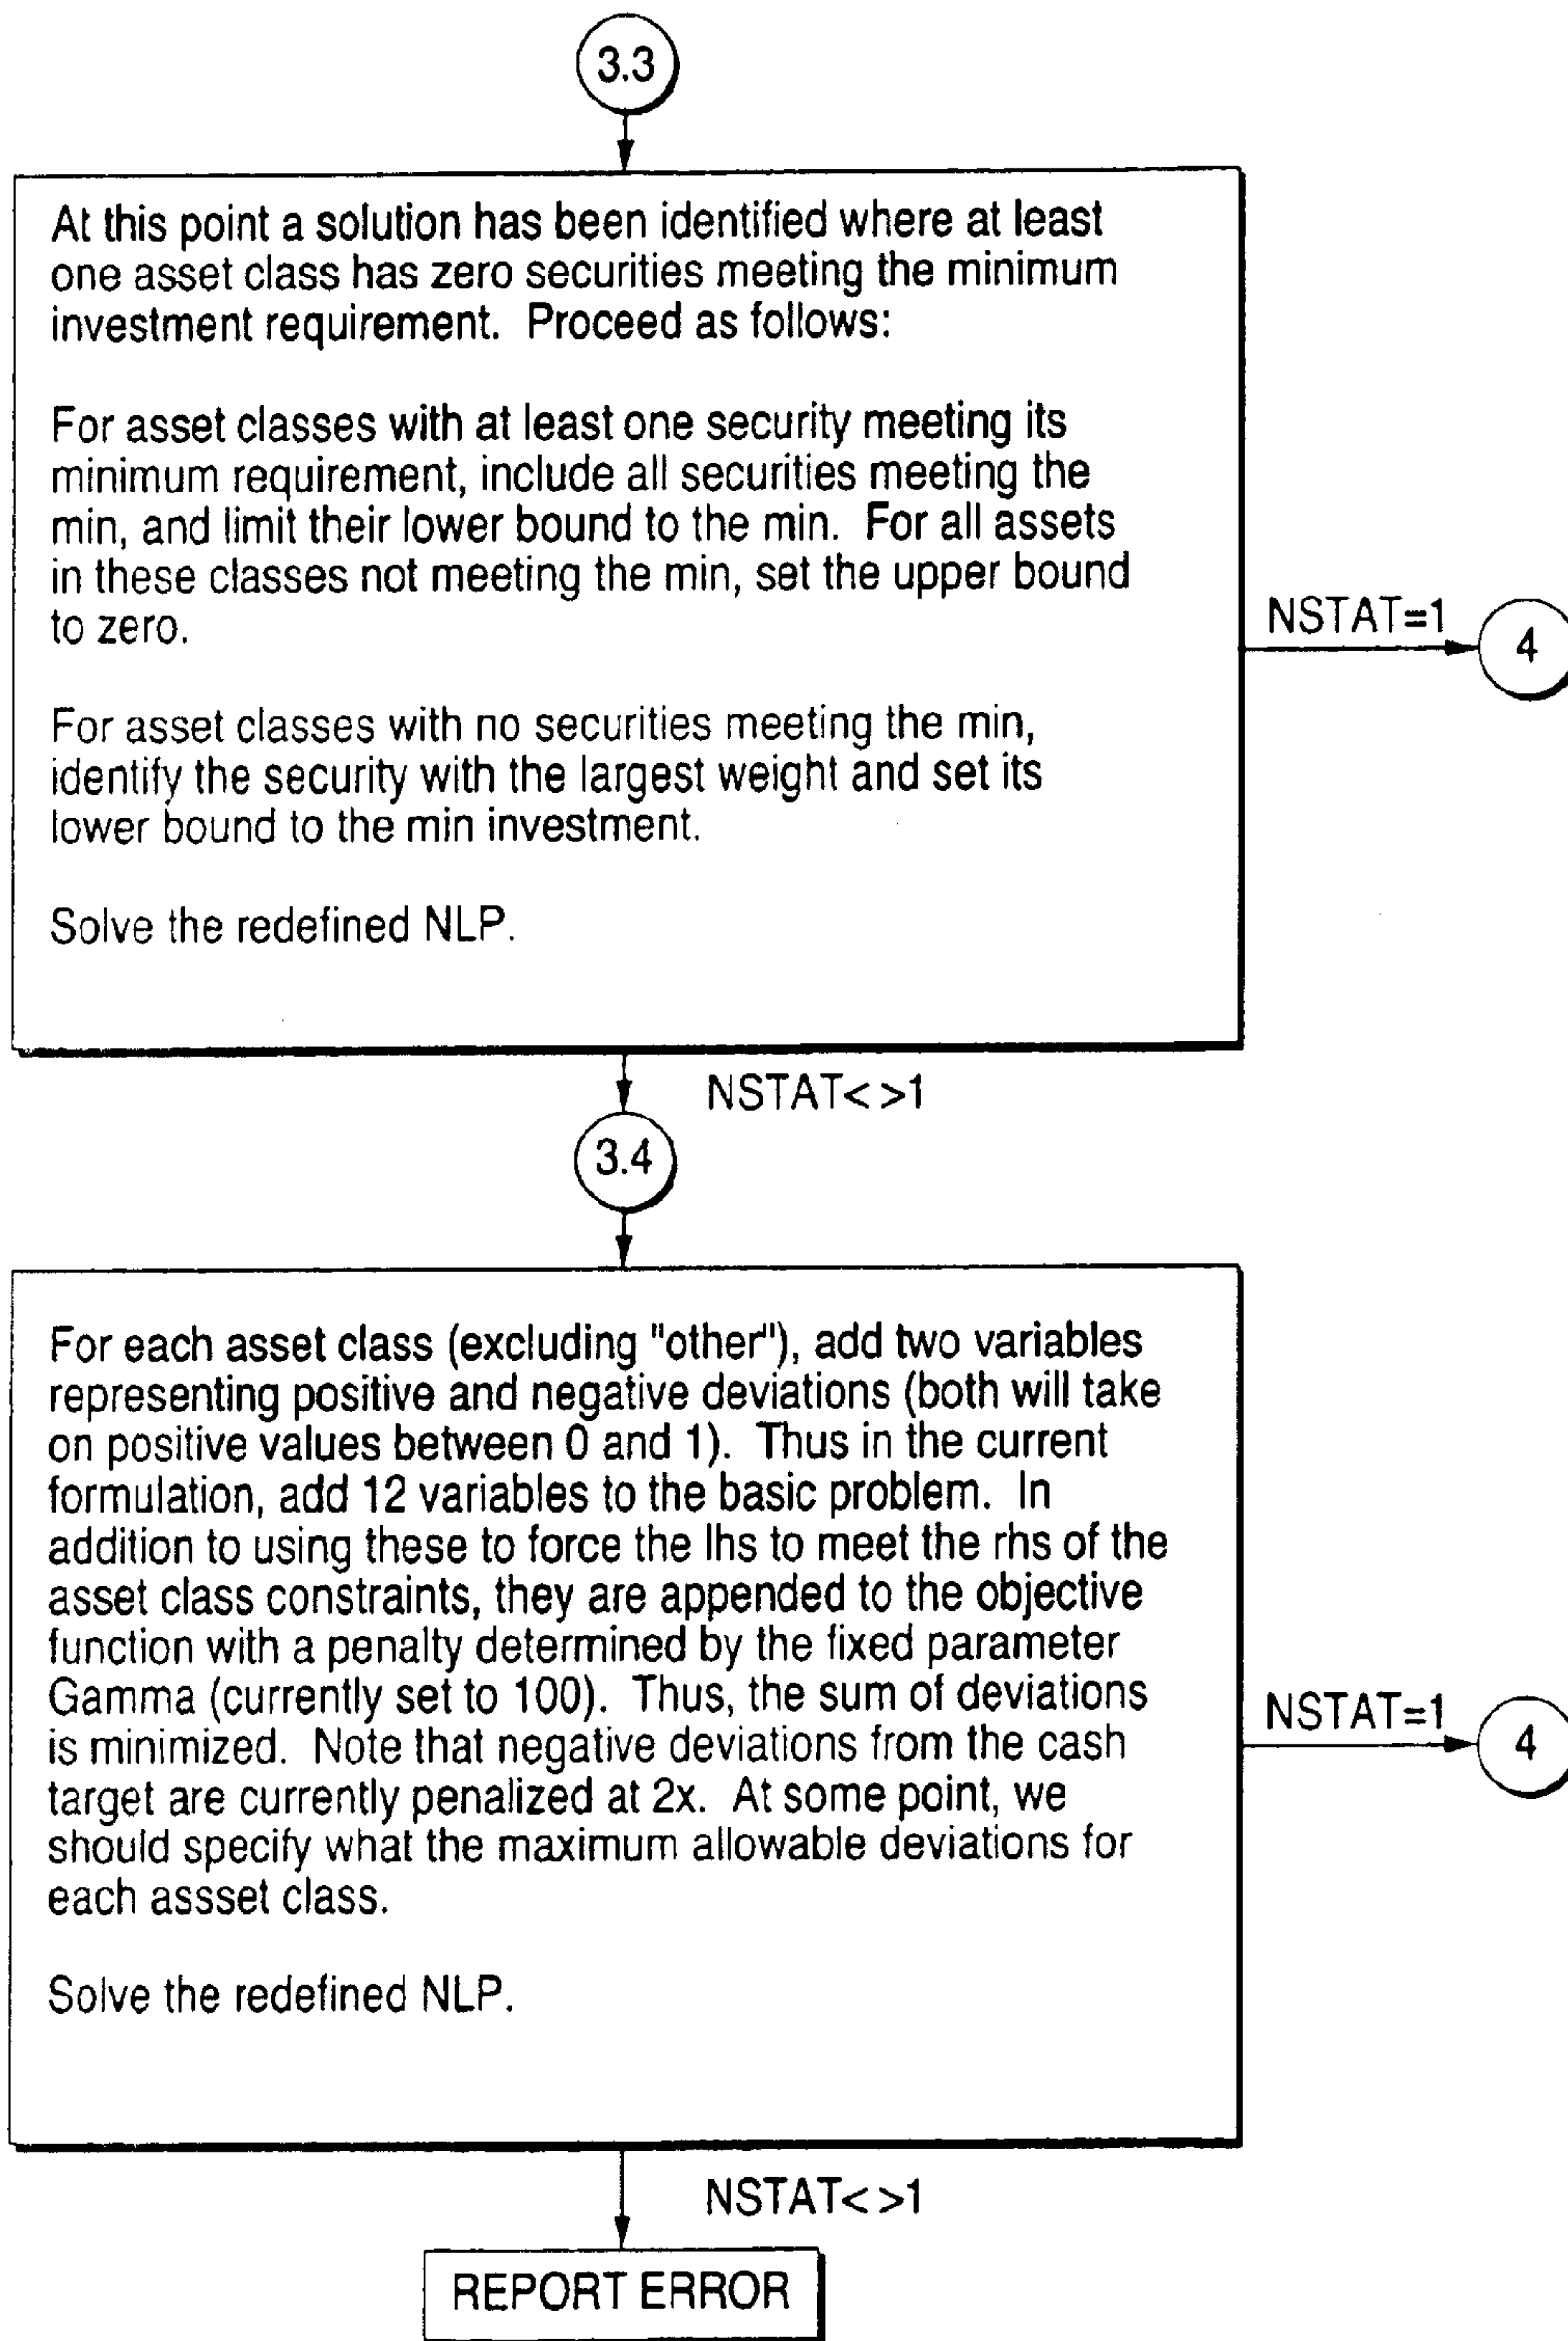 3.3
At this point a solution has been identified where at least
one asset class has zero securities meeting the minimum
investment requirement. Proceed as follows:
For asset classes with at least one security meeting its
minimum requirement, include all securities meeting the
min, and limit their lower bound to the min. For all assets
in these classes not meeting the min, set the upper bound
to zero.
NSTAT=1
4
For asset classes with no securities meeting the min,
identify the security with the largest weight and set its
lower bound to the min investment.
Solve the redefined NLP.
NSTAT< >1
3.4
For each asset class (excluding "other"), add two variables
representing positive and negative deviations (both will take
on positive values between 0 and 1). Thus in the current
formulation, add 12 variables to the basic problem. In
addition to using these to force the lhs to meet the rhs of the
asset class constraints, they are appended to the objective
function with a penalty determined by the fixed parameter
Gamma (currently set to 100). Thus, the sum of deviations
is minimized. Note that negative deviations from the cash
target are currently penalized at 2x. At some point, we
should specify what the maximum allowable deviations for
each assset class.
NSTAT=1
4
Solve the redefined NLP.
NSTAT< >1
REPORT ERROR